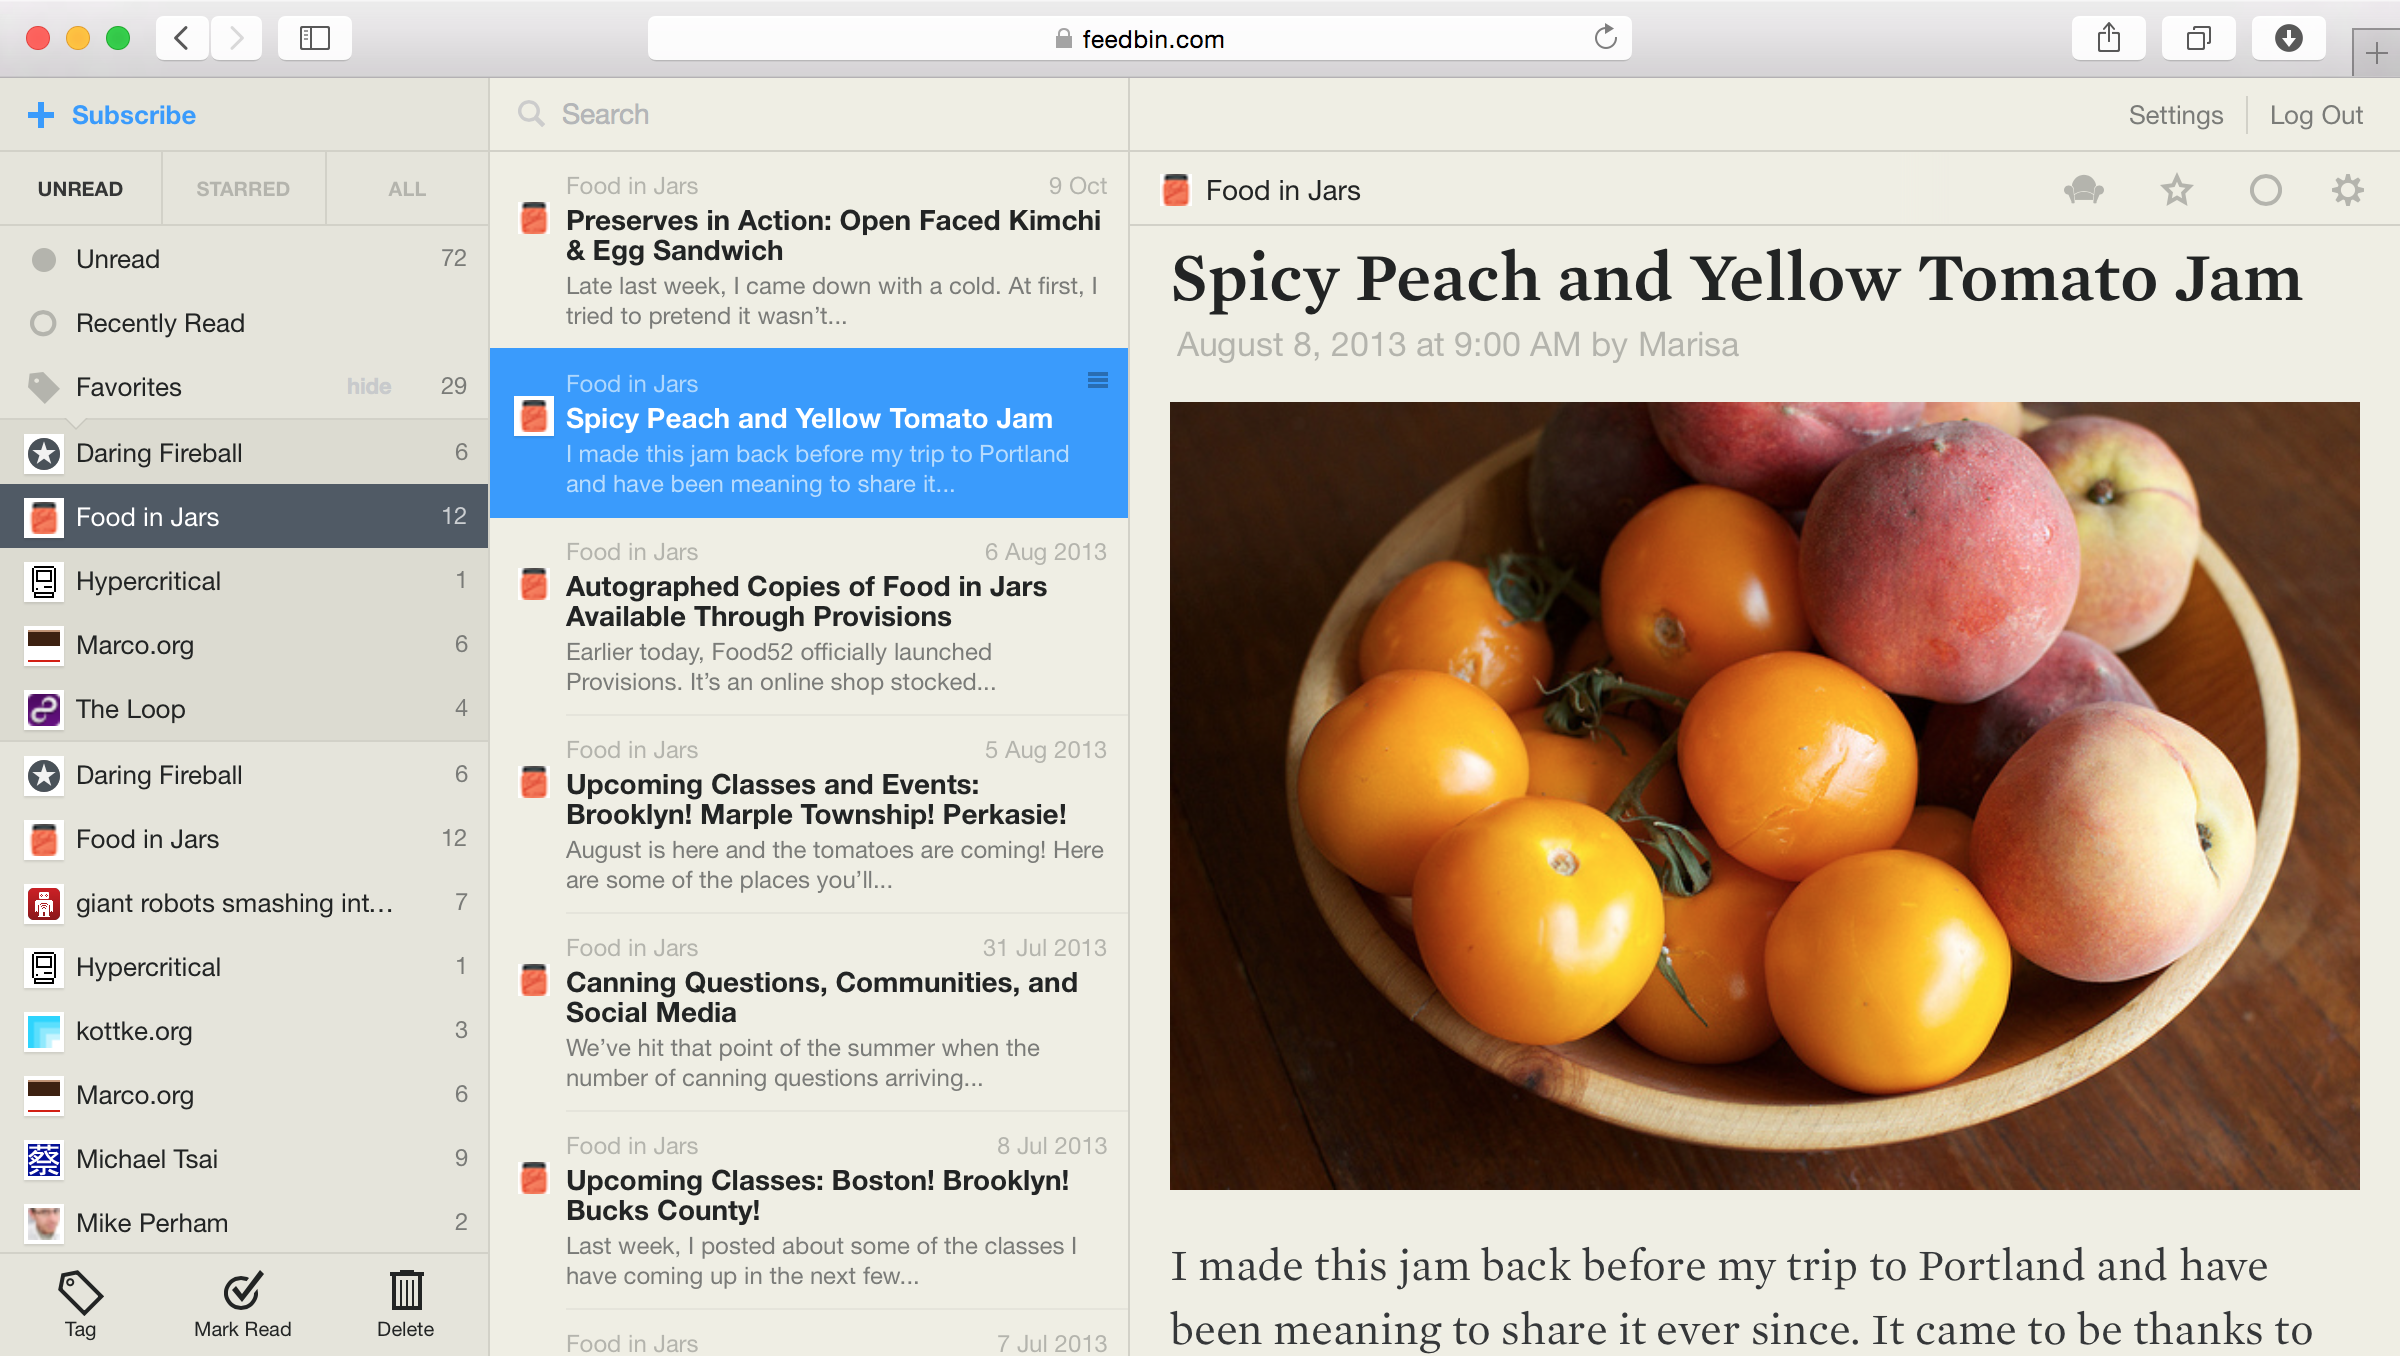 feedbin.com
Subscribe
Search
Settings
Log Out
UNREAD
STARRED
ALL
Unread 72
Recently Read
Favorites hide 29
Daring Fireball 6
Food in Jars 12
Hypercritical 1
Marco.org 6
The Loop 4
Daring Fireball 6
Food in Jars 12
giant robots smashing int... 7
Hypercritical 1
kottke.org 3
Marco.org 6
蔡
Michael Tsai 9
Mike Perham 2
Tag
Mark Read
Delete
Food in Jars 9 Oct
Preserves in Action: Open Faced Kimchi
& Egg Sandwich
Late last week, I came down with a cold. At first, I
tried to pretend it wasn’t...
Food in Jars
Spicy Peach and Yellow Tomato Jam
I made this jam back before my trip to Portland
and have been meaning to share it...
Food in Jars 6 Aug 2013
Autographed Copies of Food in Jars
Available Through Provisions
Earlier today, Food52 officially launched
Provisions. It’s an online shop stocked...
Food in Jars 5 Aug 2013
Upcoming Classes and Events:
Brooklyn! Marple Township! Perkasie!
August is here and the tomatoes are coming! Here
are some of the places you’ll...
Food in Jars 31 Jul 2013
Canning Questions, Communities, and
Social Media
We’ve hit that point of the summer when the
number of canning questions arriving...
Food in Jars 8 Jul 2013
Upcoming Classes: Boston! Brooklyn!
Bucks County!
Last week, I posted about some of the classes I
have coming up in the next few...
Food in Jars 7 Jul 2013
Food in Jars
Spicy Peach and Yellow Tomato Jam
August 8, 2013 at 9:00 AM by Marisa
I made this jam back before my trip to Portland and have
been meaning to share it ever since. It came to be thanks to